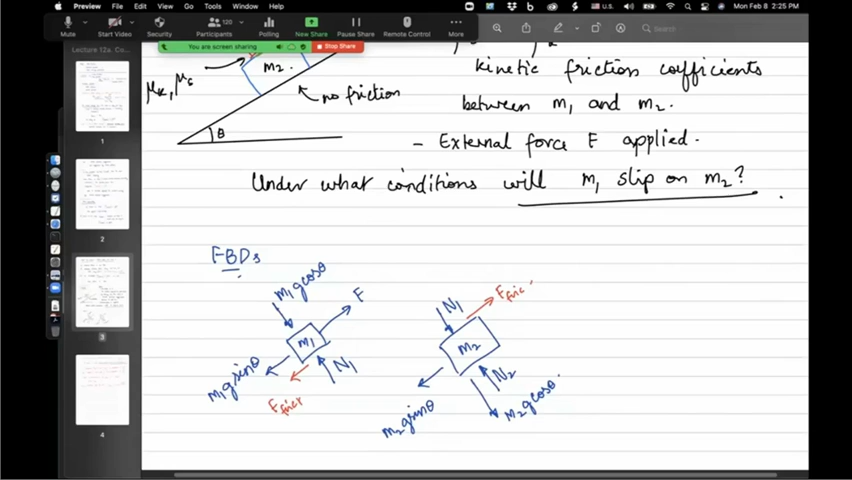 Preview File Edit View Go Tools Window Help
U.S. Mon Feb 8 2:25 PM
Mute Start Video Participants 120 Polling New Share Pause Share Remote Control More
Search
You are screen sharing Stop Share
Lecture 12a. Co...
1
2
3
4
m2.
μk, μs
no friction
θ
kinetic friction coefficients
between m1 and m2.
- External force F applied.
Under what conditions will m1 slip on m2?
FBDs
m1gcosθ
F
m1
m1gsinθ
N1
Ffrict
N1
Ffric.
m2
N2
m2gsinθ
m2gcosθ.